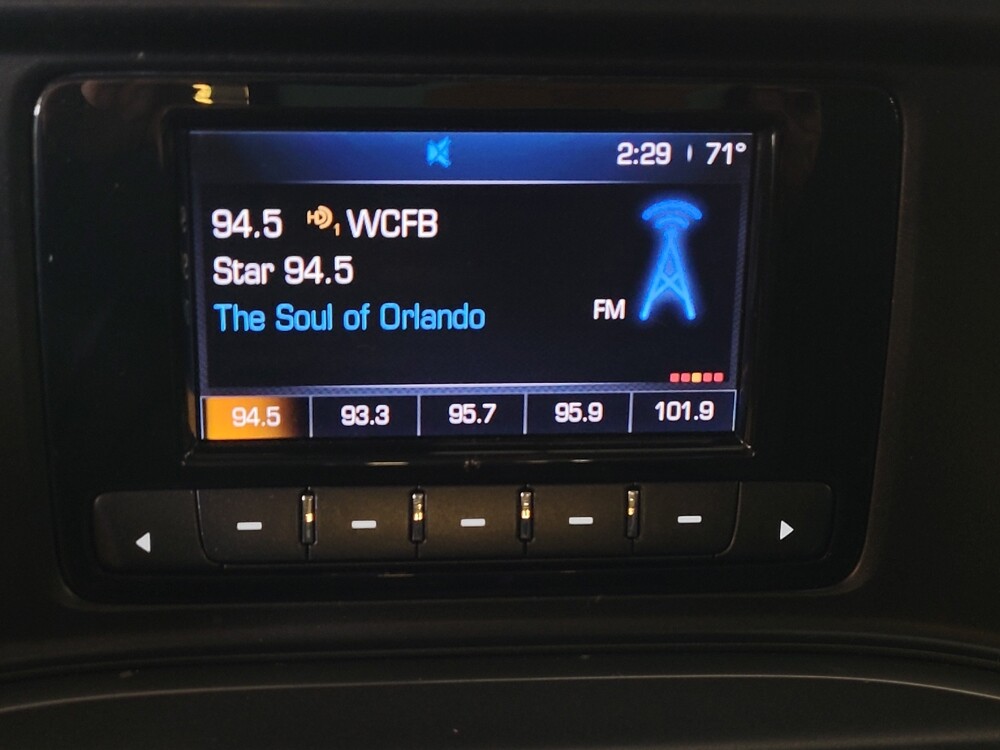 2:29 71°
94.5 HD1 WCFB
Star 94.5
The Soul of Orlando
FM
94.5 93.3 95.7 95.9 101.9